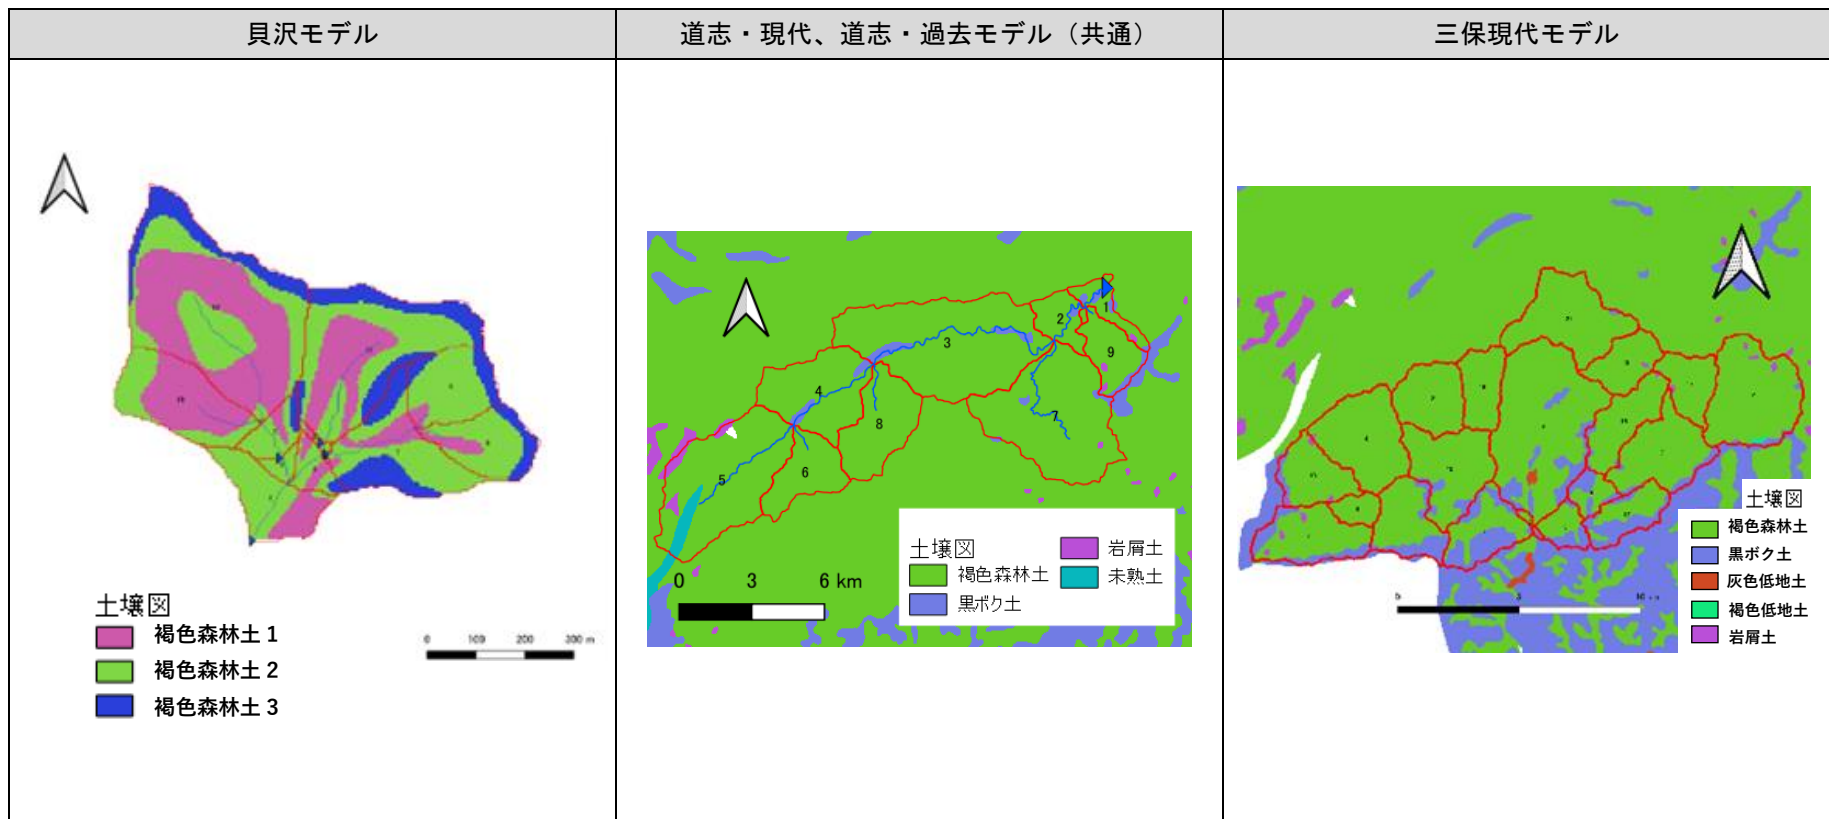 貝沢モデル
道志・現代、道志・過去モデル（共通）
三保現代モデル
土壌図
褐色森林土 1
褐色森林土 2
褐色森林土 3
0 100 200 300 m
1
2
3
4
5
6
7
8
9
0 3 6 km
土壌図
褐色森林土
黒ボク土
岩屑土
未熟土
土壌図
褐色森林土
黒ボク土
灰色低地土
褐色低地土
岩屑土